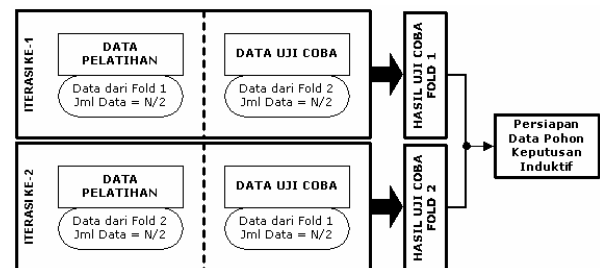 ITERASI KE-1
DATA
PELATIHAN
Data dari Fold 1
Jml Data = N/2
DATA UJI COBA
Data dari Fold 2
Jml Data = N/2
HASIL UJI COBA
FOLD 1
ITERASI KE-2
DATA
PELATIHAN
Data dari Fold 2
Jml Data = N/2
DATA UJI COBA
Data dari Fold 1
Jml Data = N/2
HASIL UJI COBA
FOLD 2
Persiapan
Data Pohon
Keputusan
Induktif